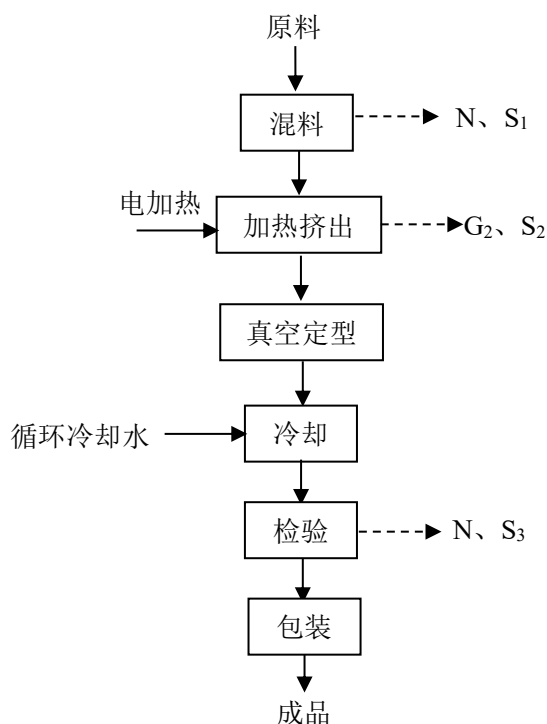 原料
混料
N、S₁
电加热
加热挤出
G₂、S₂
真空定型
循环冷却水
冷却
检验
N、S₃
包装
成品